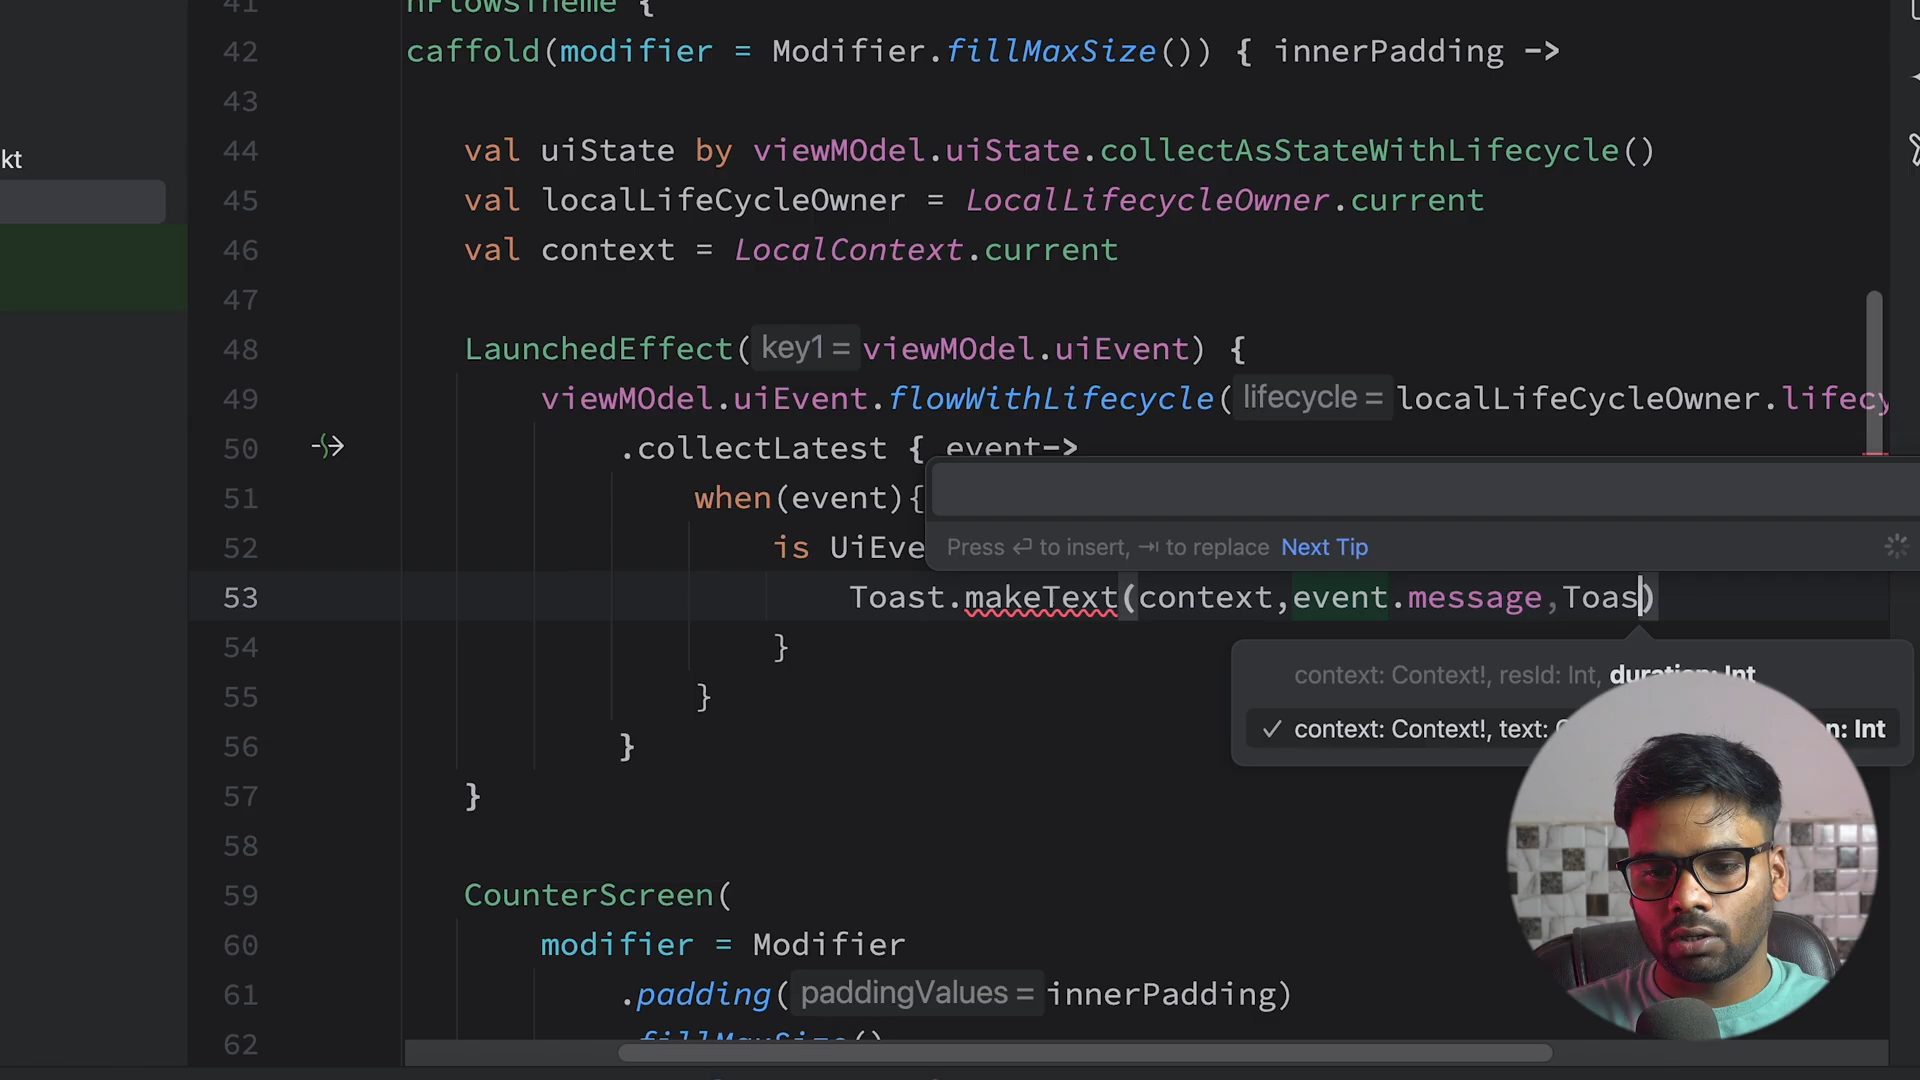 41 nFlowsTheme {
42 caffold(modifier = Modifier.fillMaxSize()) { innerPadding ->
43
kt
44 val uiState by viewMOdel.uiState.collectAsStateWithLifecycle()
45 val localLifeCycleOwner = LocalLifecycleOwner.current
46 val context = LocalContext.current
47
48 LaunchedEffect( key1 = viewMOdel.uiEvent) {
49 viewMOdel.uiEvent.flowWithLifecycle( lifecycle = localLifeCycleOwner.lifecy
50 .collectLatest { event->
51 when(event){
52 is UiEve
Press ⏎ to insert, ⇥ to replace Next Tip
53 Toast.makeText(context,event.message,Toas)
54 }
context: Context!, resId: Int, duration: Int
55 }
✓ context: Context!, text: n: Int
56 }
57 }
58
59 CounterScreen(
60 modifier = Modifier
61 .padding( paddingValues = innerPadding)
62 .fillMaxSize()